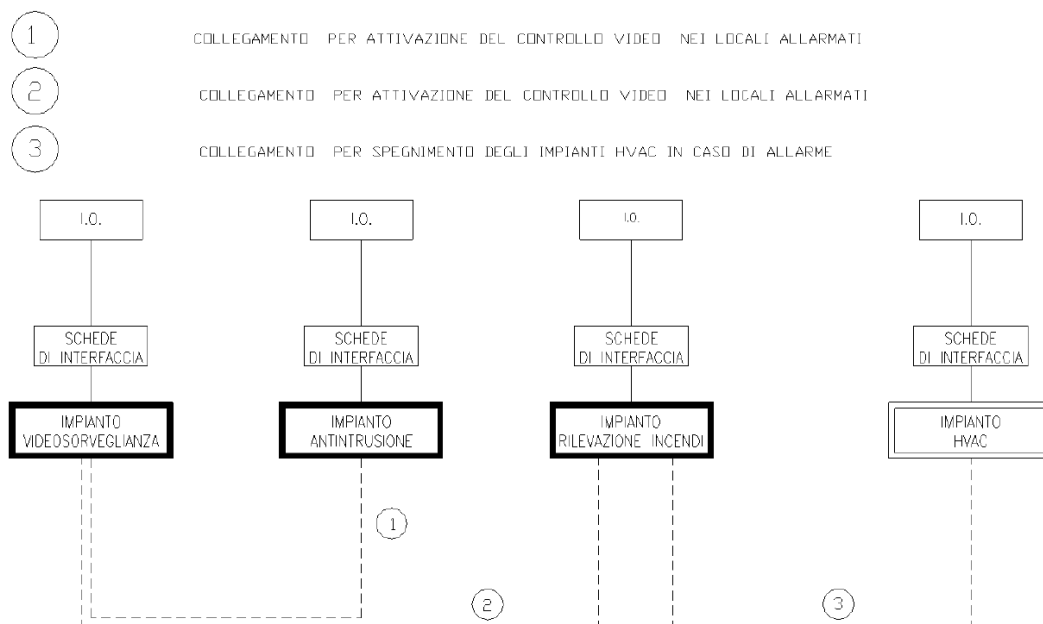 1 COLLEGAMENTO PER ATTIVAZIONE DEL CONTROLLO VIDEO NEI LOCALI ALLARMATI
2 COLLEGAMENTO PER ATTIVAZIONE DEL CONTROLLO VIDEO NEI LOCALI ALLARMATI
3 COLLEGAMENTO PER SPEGNIMENTO DEGLI IMPIANTI HVAC IN CASO DI ALLARME
I.O.
I.O.
I.O.
I.O.
SCHEDE
DI INTERFACCIA
SCHEDE
DI INTERFACCIA
SCHEDE
DI INTERFACCIA
SCHEDE
DI INTERFACCIA
IMPIANTO
VIDEOSORVEGLIANZA
IMPIANTO
ANTINTRUSIONE
IMPIANTO
RILEVAZIONE INCENDI
IMPIANTO
HVAC
1
2
3